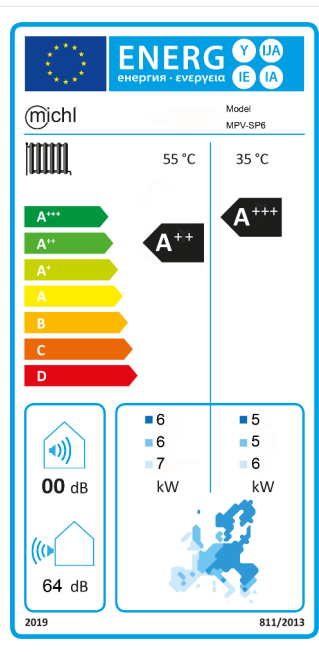 ENERG
енергия · ενεργεια
Y IJA
IE IA
michl
Model
MPV-SP6
55 °C 35 °C
A+++
A++
A+
A
B
C
D
A++
A+++
00 dB
64 dB
6 5
6 5
7 6
kW kW
2019 811/2013